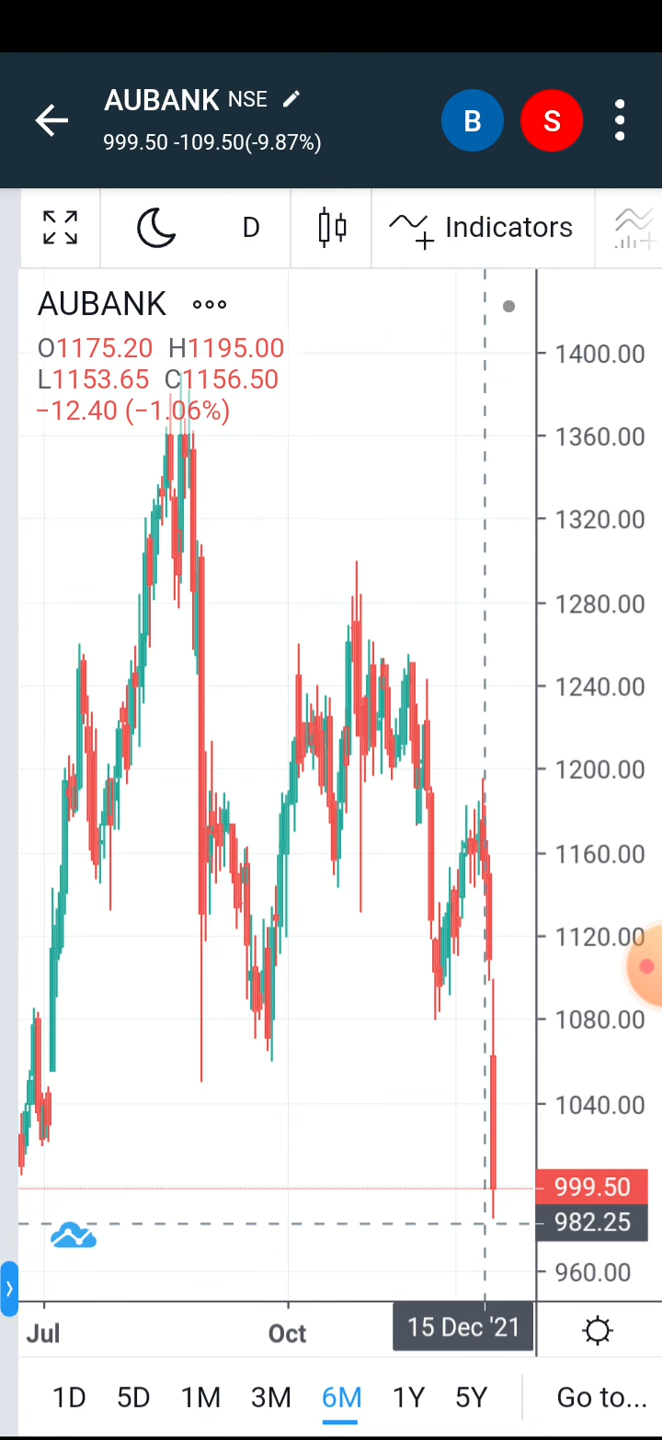 AUBANK NSE
999.50 -109.50(-9.87%)
B
S
D
Indicators
AUBANK
O1175.20 H1195.00
L1153.65 C1156.50
−12.40 (−1.06%)
1400.00
1360.00
1320.00
1280.00
1240.00
1200.00
1160.00
1120.00
1080.00
1040.00
999.50
982.25
960.00
Jul
Oct
15 Dec '21
1D 5D 1M 3M 6M 1Y 5Y Go to...